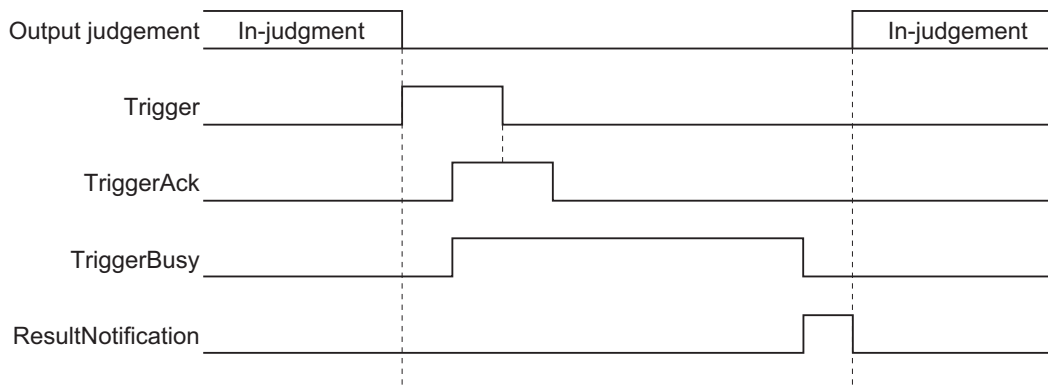 Output judgement In-judgment In-judgement
Trigger
TriggerAck
TriggerBusy
ResultNotification